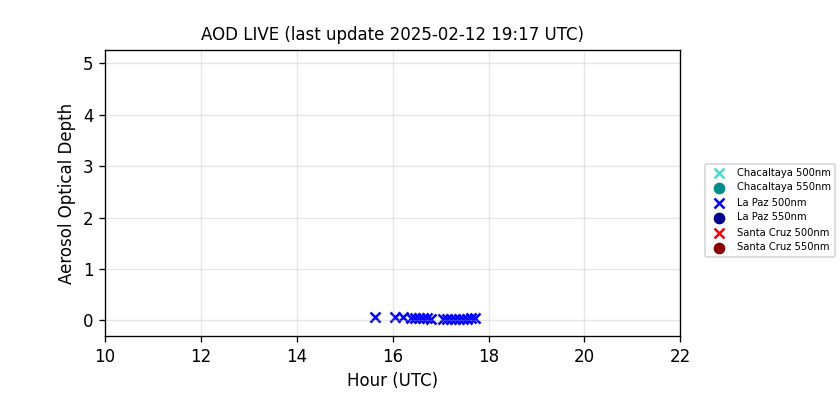 AOD LIVE (last update 2025-02-12 19:17 UTC)
5
4
3
2
1
0
Aerosol Optical Depth
10 12 14 16 18 20 22
Hour (UTC)
Chacaltaya 500nm
Chacaltaya 550nm
La Paz 500nm
La Paz 550nm
Santa Cruz 500nm
Santa Cruz 550nm